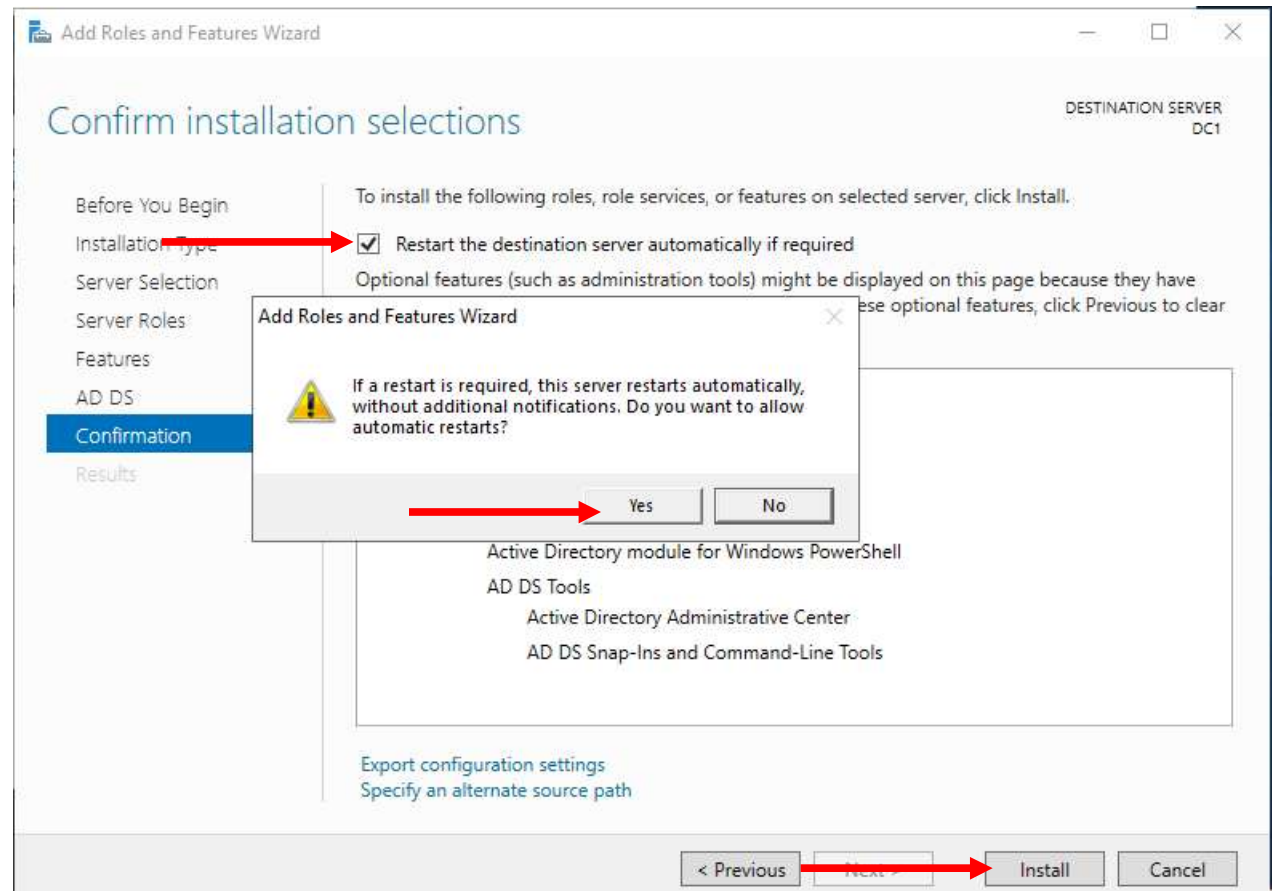 Add Roles and Features Wizard
Confirm installation selections
DESTINATION SERVER
DC1
Before You Begin
Installation Type
Server Selection
Server Roles
Features
AD DS
Confirmation
Results
To install the following roles, role services, or features on selected server, click Install.
Restart the destination server automatically if required
Optional features (such as administration tools) might be displayed on this page because they have
ese optional features, click Previous to clear
Add Roles and Features Wizard
If a restart is required, this server restarts automatically,
without additional notifications. Do you want to allow
automatic restarts?
Yes
No
Active Directory module for Windows PowerShell
AD DS Tools
Active Directory Administrative Center
AD DS Snap-Ins and Command-Line Tools
Export configuration settings
Specify an alternate source path
< Previous
Next >
Install
Cancel